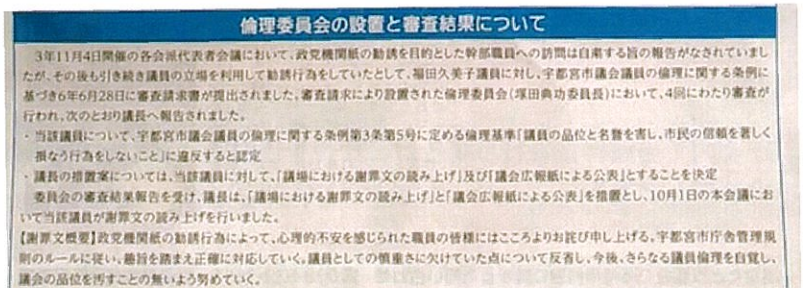 倫理委員会の設置と審査結果について
3年11月4日開催の各会派代表者会議において、政党機関紙の勧誘を目的とした幹部職員への訪問は自粛する旨の報告がなされていまし
たが、その後も引き続き議員の立場を利用して勧誘行為をしていたとして、福田久美子議員に対し、宇都宮市議会議員の倫理に関する条例に
基づき6年6月28日に審査請求書が提出されました。審査請求により設置された倫理委員会(塚田典功委員長)において、4回にわたり審査が
行われ、次のとおり議長へ報告されました。
・当該議員について、宇都宮市議会議員の倫理に関する条例第3条第5号に定める倫理基準「議員の品位と名誉を害し、市民の信頼を著しく
損なう行為をしないこと」に違反すると認定
・議長の措置案については、当該議員に対して、「議場における謝罪文の読み上げ」及び「議会広報紙による公表」とすることを決定
委員会の審査結果報告を受け、議長は、「議場における謝罪文の読み上げ」と「議会広報紙による公表」を措置とし、10月1日の本会議にお
いて当該議員が謝罪文の読み上げを行いました。
【謝罪文概要】政党機関紙の勧誘行為によって、心理的不安を感じられた職員の皆様にはこころよりお詫び申し上げる。宇都宮市庁舎管理規
則のルールに従い、趣旨を踏まえ正確に対応していく。議員としての慎重さに欠けていた点について反省し、今後、さらなる議員倫理を自覚し、
議会の品位を汚すことの無いよう努めていく。